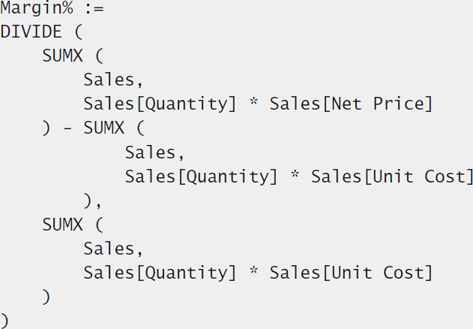 Margin% :=
DIVIDE (
    SUMX (
        Sales,
        Sales[Quantity] * Sales[Net Price]
    ) - SUMX (
            Sales,
            Sales[Quantity] * Sales[Unit Cost]
        ),
    SUMX (
        Sales,
        Sales[Quantity] * Sales[Unit Cost]
    )
)